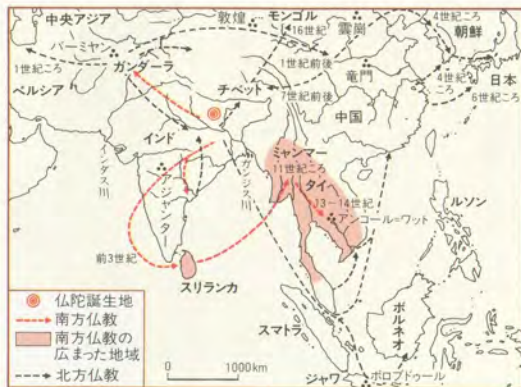 中央アジア
バーミヤン
1世紀ころ
ペルシア
ガンダーラ
敦煌
モンゴル
16世紀
雲岡
4世紀ころ
朝鮮
1世紀前後
竜門
4世紀ころ
日本
6世紀ころ
チベット
7世紀前後
中国
インド
インダス川
ガンジス川
アジャンター
ミャンマー
11世紀ころ
タイへ
13-14世紀
アンコール=ワット
ルソン
前3世紀
スリランカ
スマトラ
ボルネオ
ジャワ
ボロブドゥール
仏陀誕生地
南方仏教
南方仏教の
広まった地域
北方仏教
0 1000km